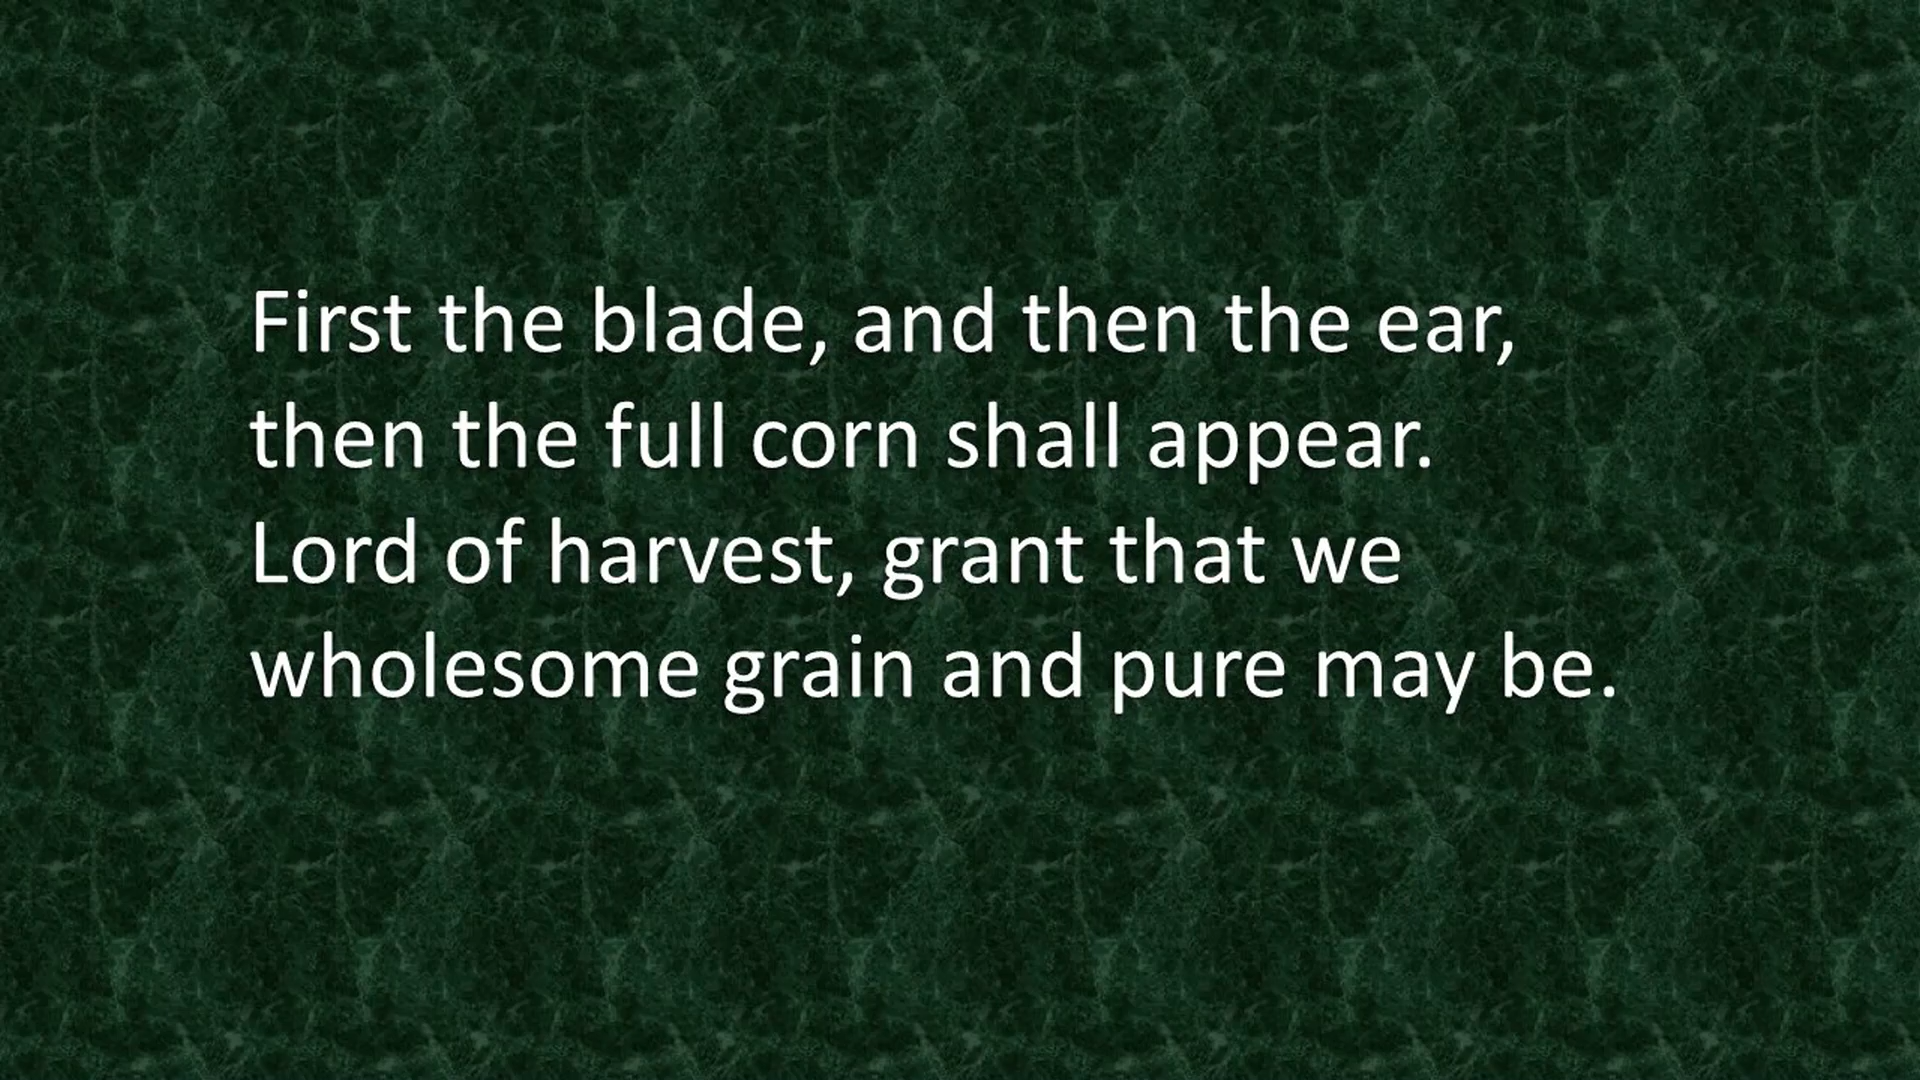 First the blade, and then the ear,
then the full corn shall appear.
Lord of harvest, grant that we
wholesome grain and pure may be.